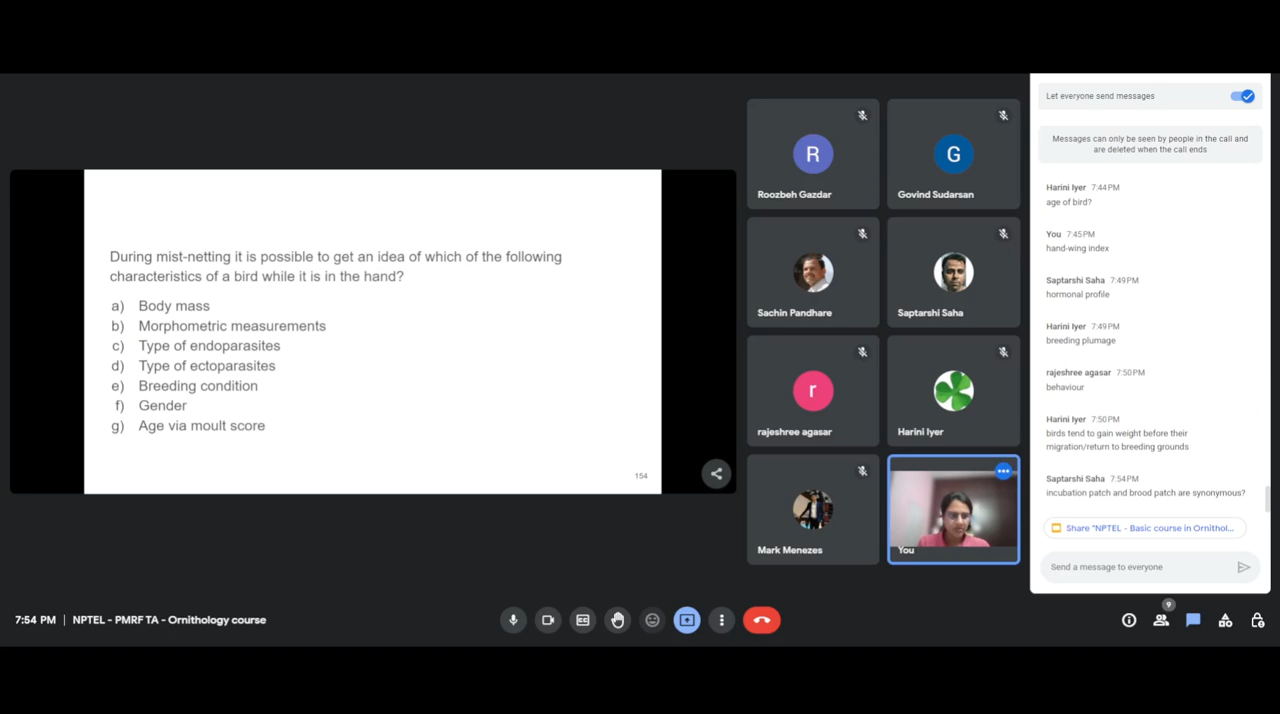 During mist-netting it is possible to get an idea of which of the following
characteristics of a bird while it is in the hand?
a) Body mass
b) Morphometric measurements
c) Type of endoparasites
d) Type of ectoparasites
e) Breeding condition
f) Gender
g) Age via moult score
154
R
Roozbeh Gazdar
G
Govind Sudarsan
Sachin Pandhare
Saptarshi Saha
r
rajeshree agasar
Harini Iyer
Mark Menezes
You
Let everyone send messages
Messages can only be seen by people in the call and
are deleted when the call ends
Harini Iyer 7:44 PM
age of bird?
You 7:45 PM
hand-wing index
Saptarshi Saha 7:49 PM
hormonal profile
Harini Iyer 7:49 PM
breeding plumage
rajeshree agasar 7:50 PM
behaviour
Harini Iyer 7:50 PM
birds tend to gain weight before their
migration/return to breeding grounds
Saptarshi Saha 7:54 PM
incubation patch and brood patch are synonymous?
Share "NPTEL - Basic course in Ornithol...
Send a message to everyone
7:54 PM | NPTEL - PMRF TA - Ornithology course
9